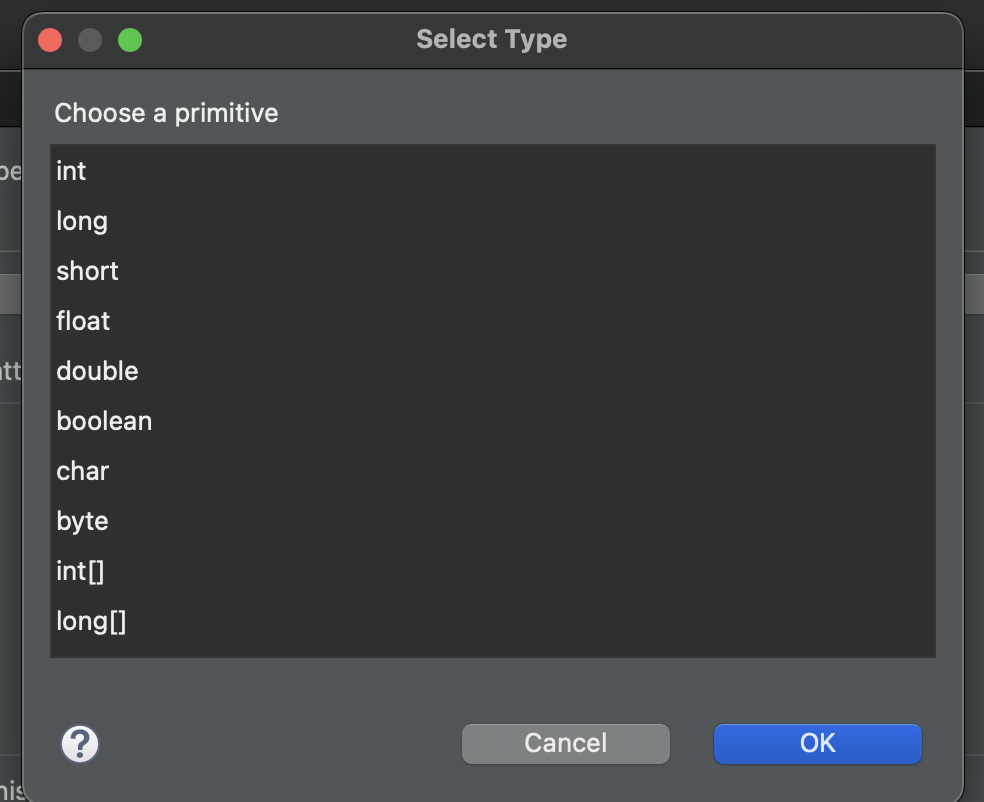 Select Type
Choose a primitive
int
long
short
float
double
boolean
char
byte
int[]
long[]
?
Cancel
OK